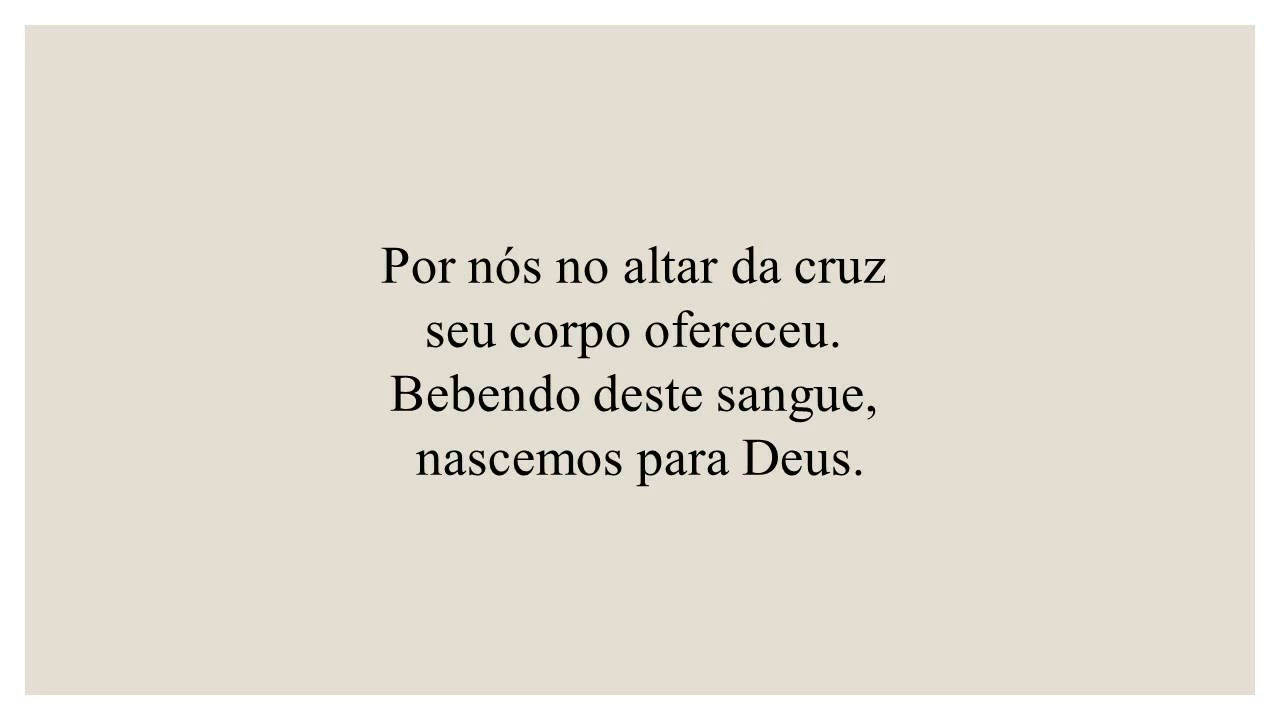 Por nós no altar da cruz
seu corpo ofereceu.
Bebendo deste sangue,
nascemos para Deus.